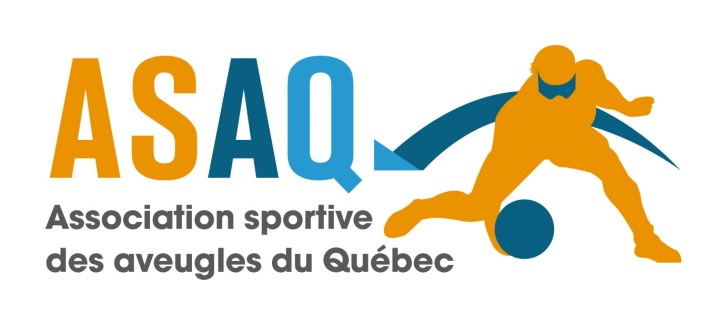 ASAQ
Association sportive
des aveugles du Québec